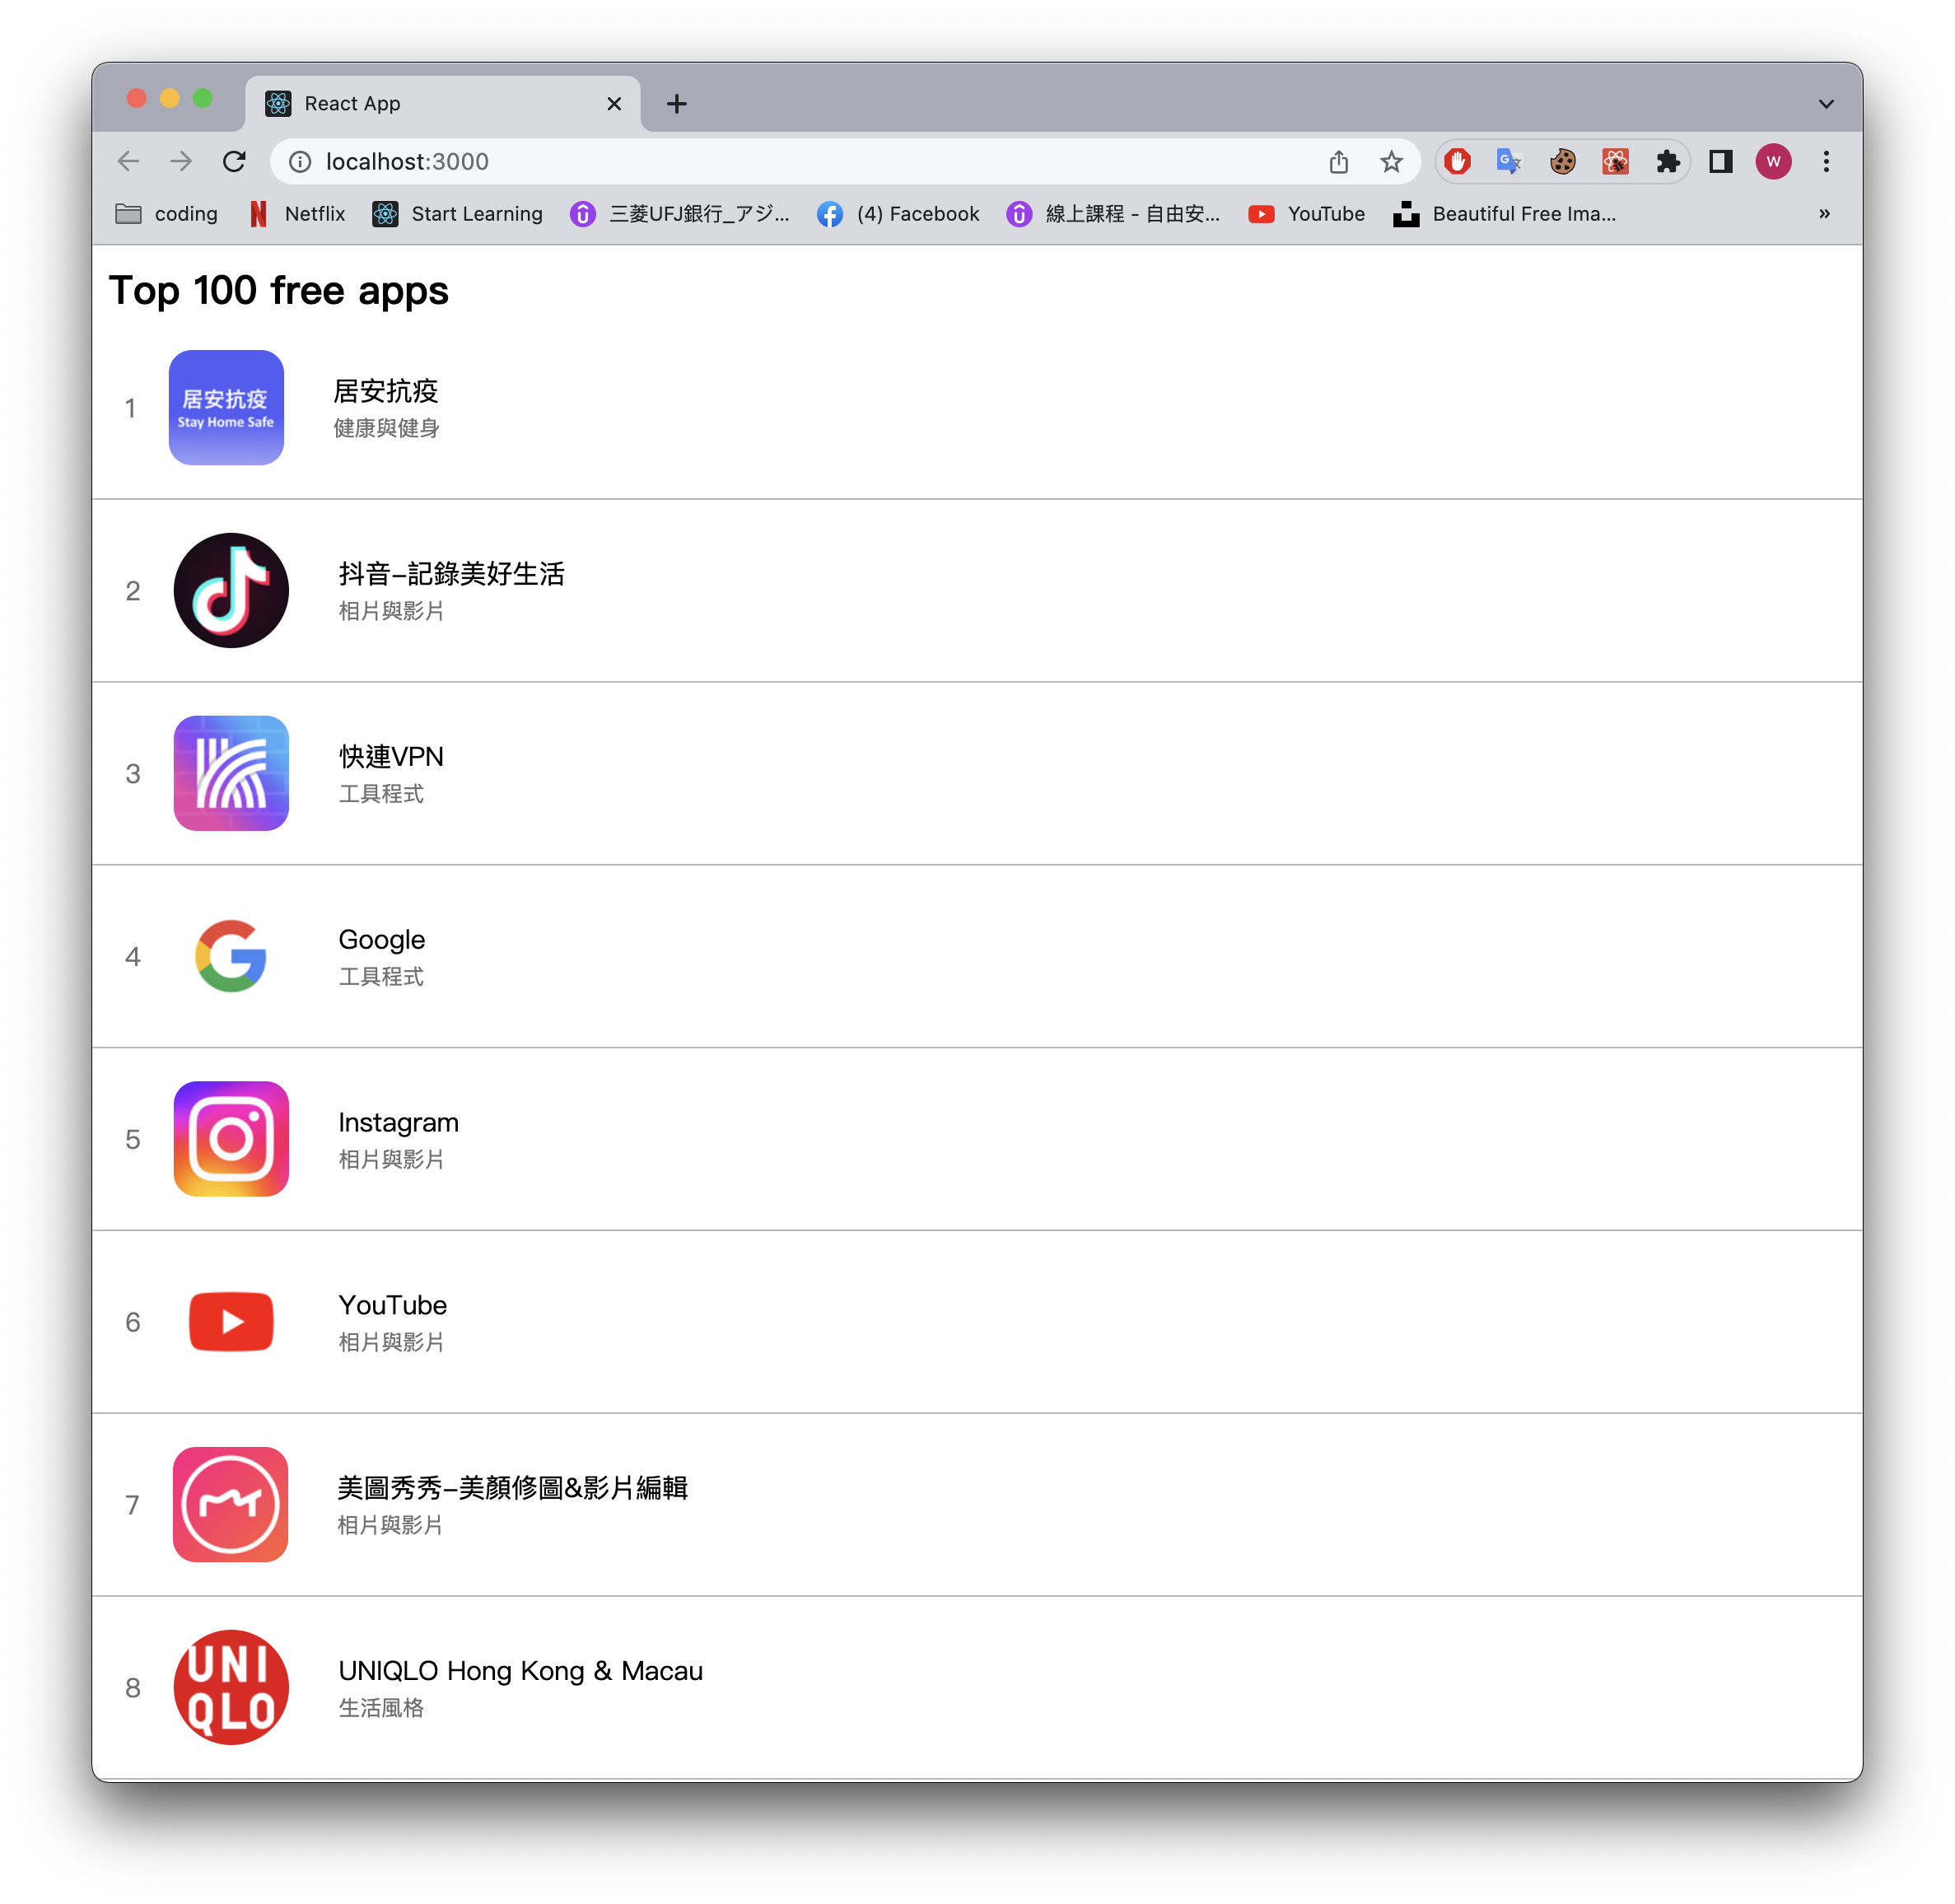 React App
localhost:3000
W
coding
Netflix
Start Learning
三菱UFJ銀行_アジ...
(4) Facebook
線上課程 - 自由安...
YouTube
Beautiful Free Ima...
»
Top 100 free apps
1
居安抗疫
Stay Home Safe
居安抗疫
健康與健身
2
抖音-記錄美好生活
相片與影片
3
快連VPN
工具程式
4
Google
工具程式
5
Instagram
相片與影片
6
YouTube
相片與影片
7
美圖秀秀-美顏修圖&影片編輯
相片與影片
8
UNI
QLO
UNIQLO Hong Kong & Macau
生活風格